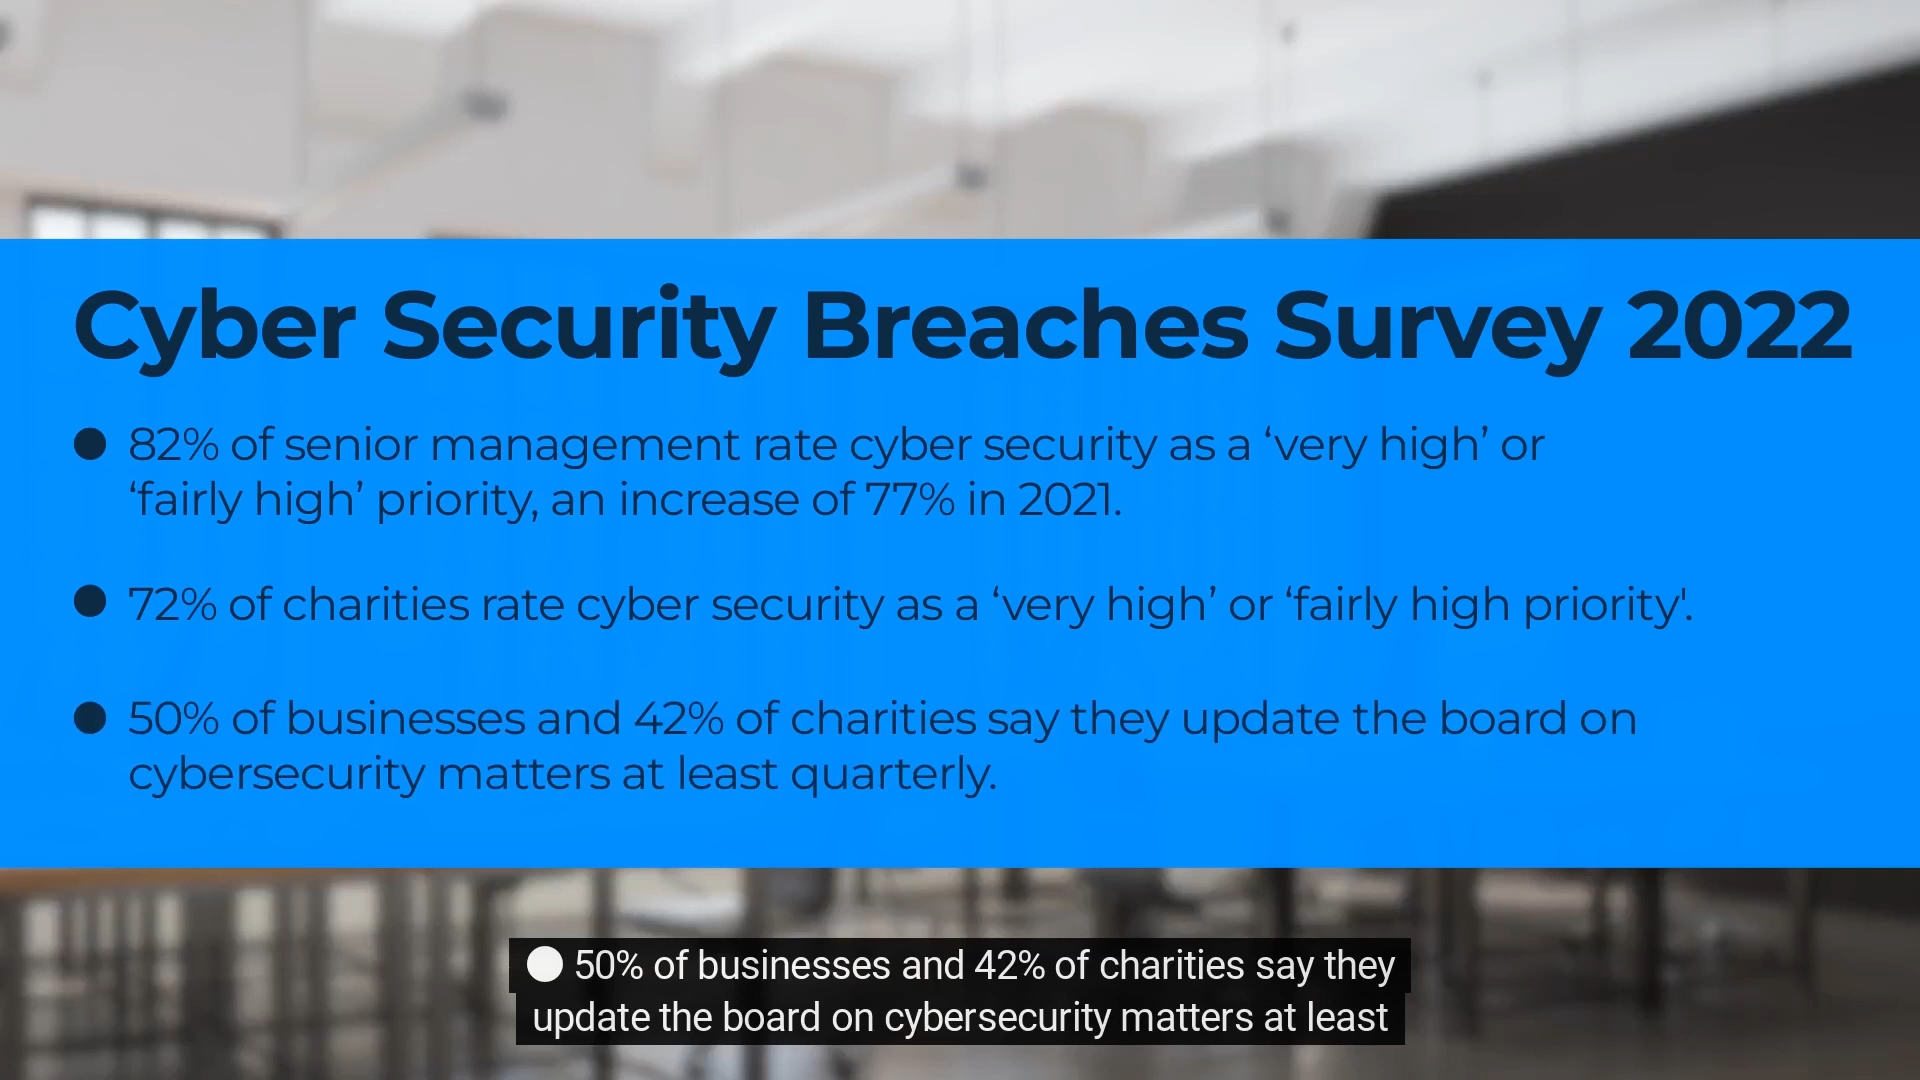 Cyber Security Breaches Survey 2022
● 82% of senior management rate cyber security as a ‘very high’ or
‘fairly high’ priority, an increase of 77% in 2021.
● 72% of charities rate cyber security as a ‘very high’ or ‘fairly high priority'.
● 50% of businesses and 42% of charities say they update the board on
cybersecurity matters at least quarterly.
● 50% of businesses and 42% of charities say they
update the board on cybersecurity matters at least